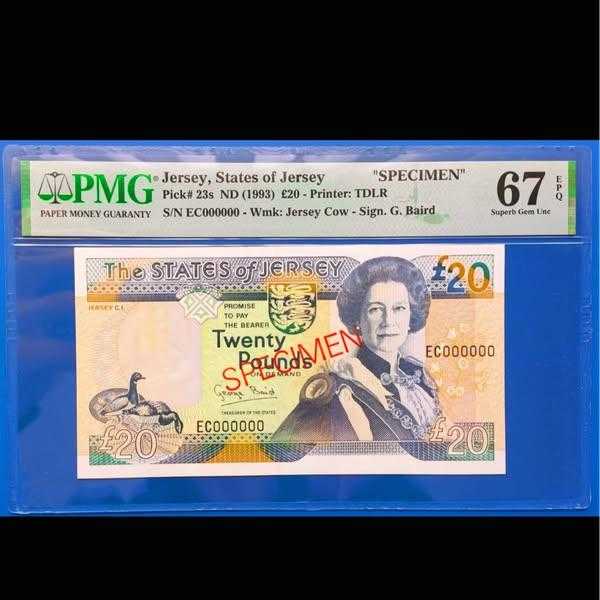 PMG
PAPER MONEY GUARANTY
Jersey, States of Jersey "SPECIMEN"
Pick# 23s ND (1993) £20 - Printer: TDLR
S/N EC000000 - Wmk: Jersey Cow - Sign. G. Baird
67
EPQ
Superb Gem Unc
The STATES of JERSEY
£20
JERSEY C.I.
PROMISE
TO PAY
THE BEARER
Twenty
Pounds
ON DEMAND
SPECIMEN
George Baird
TREASURER OF THE STATES
EC000000
EC000000
£20
£20